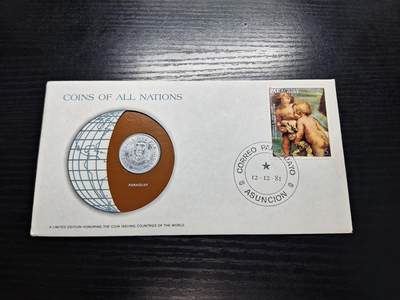 COINS OF ALL NATIONS
PARAGUAY
PARAGUAY
CORREO PARAGUAYO
12-12-81
ASUNCION
A LIMITED EDITION HONORING THE COIN ISSUING COUNTRIES OF THE WORLD